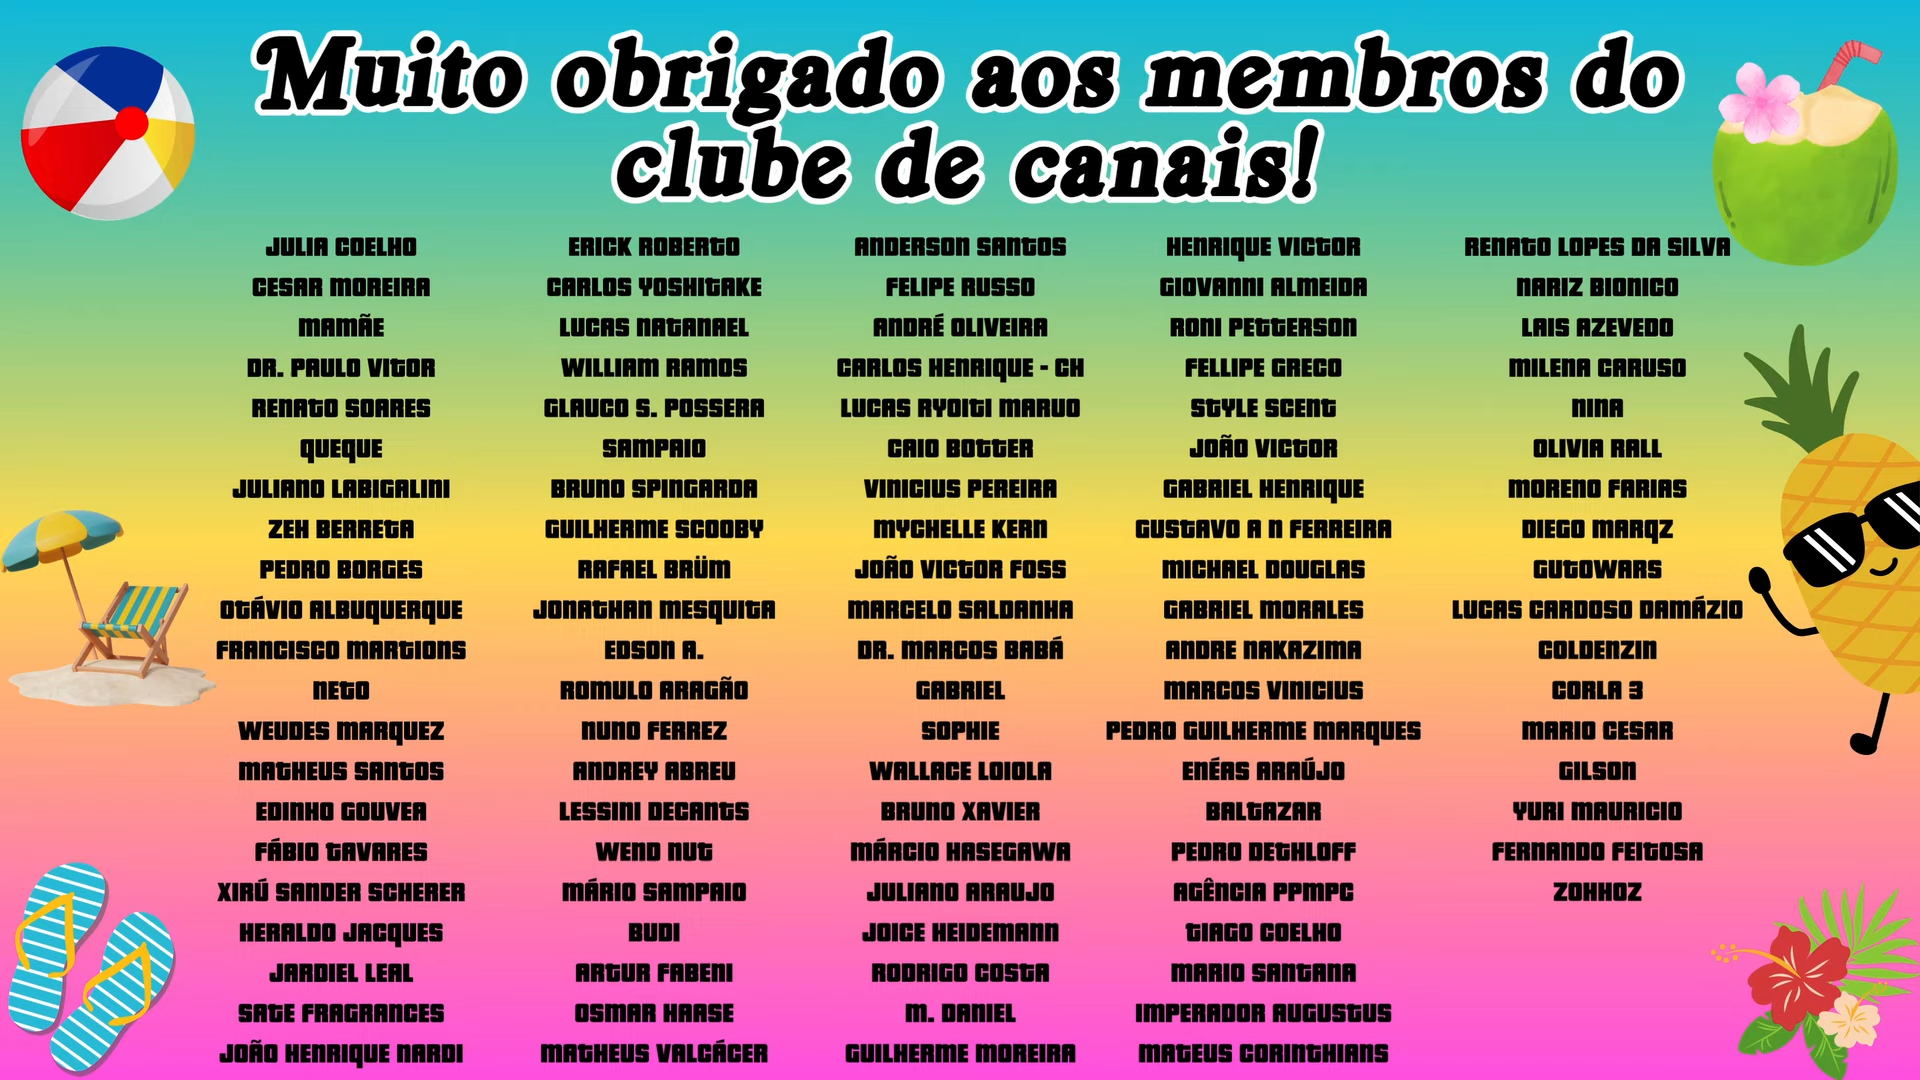 Muito obrigado aos membros do
clube de canais!
JULIA COELHO
CESAR MOREIRA
MAMÃE
DR. PAULO VITOR
RENATO SOARES
QUEQUE
JULIANO LABIGALINI
ZEH BERRETA
PEDRO BORGES
OTÁVIO ALBUQUERQUE
FRANCISCO MARTIONS
NETO
WEUDES MARQUEZ
MATHEUS SANTOS
EDINHO GOUVEA
FÁBIO TAVARES
XIRÚ SANDER SCHERER
HERALDO JACQUES
JARDIEL LEAL
SATE FRAGRANCES
JOÃO HENRIQUE NARDI
ERICK ROBERTO
CARLOS YOSHITAKE
LUCAS NATANAEL
WILLIAM RAMOS
GLAUCO S. POSSERA
SAMPAIO
BRUNO SPINGARDA
GUILHERME SCOOBY
RAFAEL BRÜM
JONATHAN MESQUITA
EDSON A.
ROMULO ARAGÃO
NUNO FERREZ
ANDREY ABREU
LESSINI DECANTS
WEND NUT
MÁRIO SAMPAIO
BUDI
ARTUR FABENI
OSMAR HAASE
MATHEUS VALCÁCER
ANDERSON SANTOS
FELIPE RUSSO
ANDRÉ OLIVEIRA
CARLOS HENRIQUE - CH
LUCAS RYOITI MARUO
CAIO BOTTER
VINICIUS PEREIRA
MYCHELLE KERN
JOÃO VICTOR FOSS
MARCELO SALDANHA
DR. MARCOS BABÁ
GABRIEL
SOPHIE
WALLACE LOIOLA
BRUNO XAVIER
MÁRCIO HASEGAWA
JULIANO ARAUJO
JOICE HEIDEMANN
RODRIGO COSTA
M. DANIEL
GUILHERME MOREIRA
HENRIQUE VICTOR
GIOVANNI ALMEIDA
RONI PETTERSON
FELLIPE GRECO
STYLE SCENT
JOÃO VICTOR
GABRIEL HENRIQUE
GUSTAVO A N FERREIRA
MICHAEL DOUGLAS
GABRIEL MORALES
ANDRE NAKAZIMA
MARCOS VINICIUS
PEDRO GUILHERME MARQUES
ENÉAS ARAÚJO
BALTAZAR
PEDRO DETHLOFF
AGÊNCIA PPMPC
TIAGO COELHO
MARIO SANTANA
IMPERADOR AUGUSTUS
MATEUS CORINTHIANS
RENATO LOPES DA SILVA
NARIZ BIONICO
LAIS AZEVEDO
MILENA CARUSO
NINA
OLIVIA RALL
MORENO FARIAS
DIEGO MARQZ
GUTOWARS
LUCAS CARDOSO DAMÁZIO
COLDENZIN
CORLA 3
MARIO CESAR
GILSON
YURI MAURICIO
FERNANDO FEITOSA
ZOHHOZ